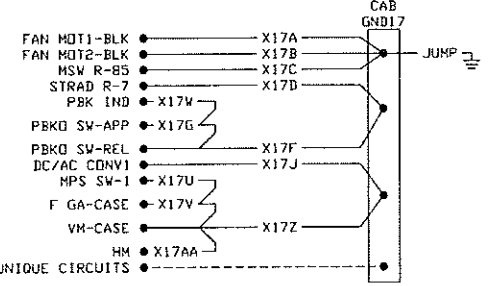 CAB
GND17
FAN MOT1-BLK X17A
FAN MOT2-BLK X17B JUMP
MSW R-85 X17C
STRAD R-7 X17D
PBK IND X17W
PBKO SW-APP X17G
PBKO SW-REL X17F
DC/AC CONV1 X17J
MPS SW-1 X17U
F GA-CASE X17V
VM-CASE X17Z
HM X17AA
UNIQUE CIRCUITS